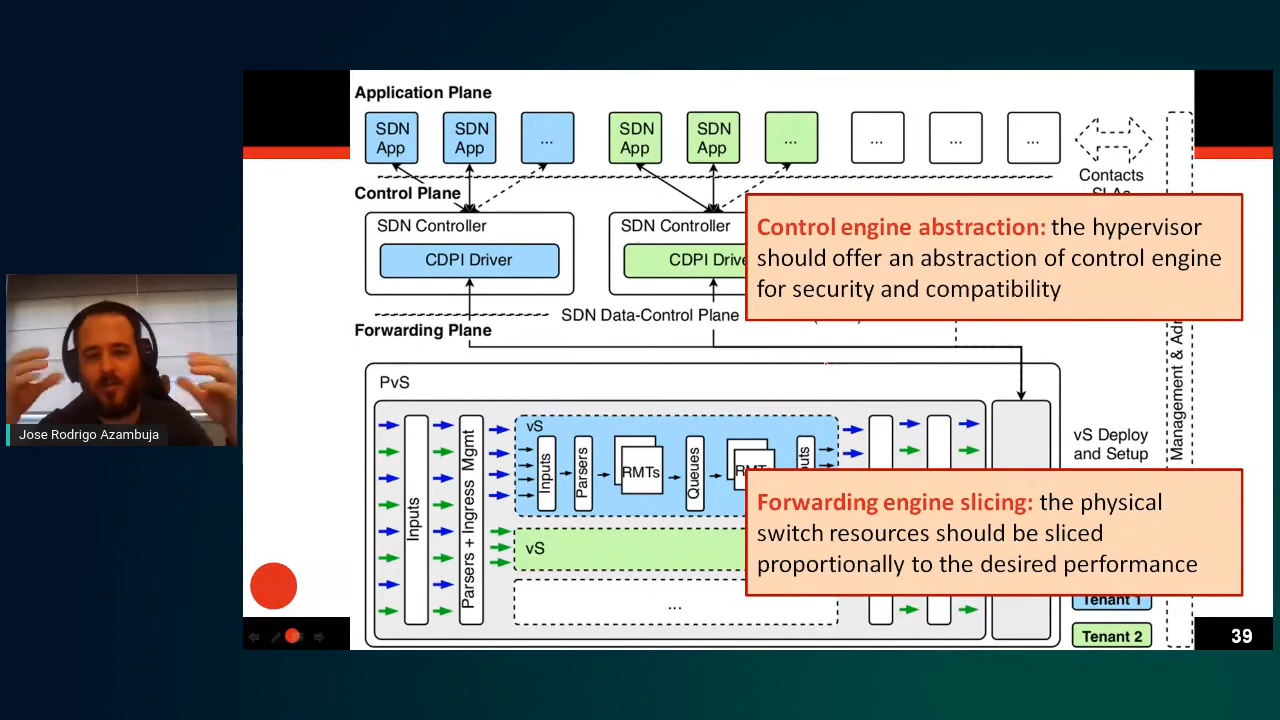 Application Plane
SDN
App
SDN
App
...
SDN
App
SDN
App
...
...
...
...
Contacts
SLAs
Control Plane
SDN Controller
CDPI Driver
SDN Controller
CDPI
Control engine abstraction: the hypervisor
should offer an abstraction of control engine
for security and compatibility
SDN Data-Control Plane
Forwarding Plane
Management &
PvS
Inputs
Parsers + Ingress Mgmt
vS
Inputs
Parsers
RMTs
Queues
vS
...
vS Deploy
and Setup
Forwarding engine slicing: the physical
switch resources should be sliced
proportionally to the desired performance
Tenant 1
Tenant 2
39
Jose Rodrigo Azambuja